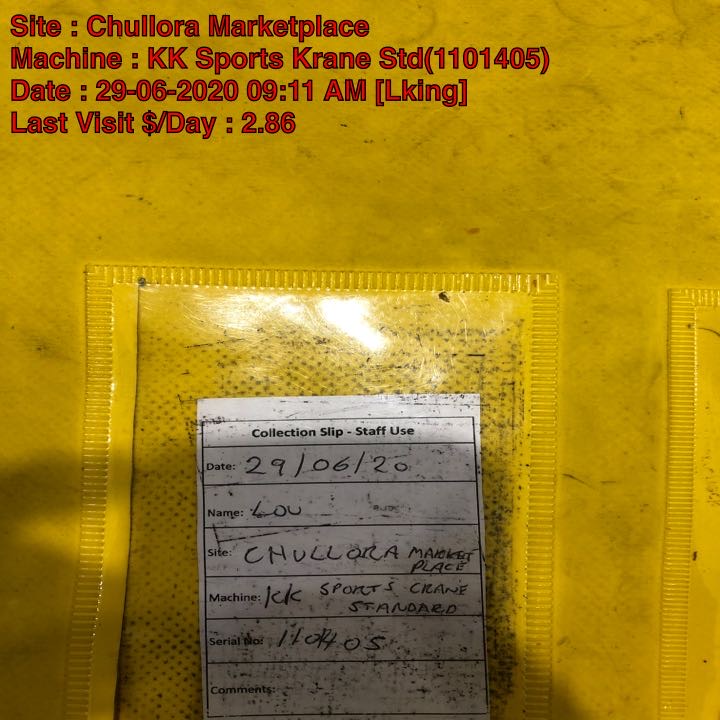 Site : Chullora Marketplace
Machine : KK Sports Krane Std(1101405)
Date : 29-06-2020 09:11 AM [Lking]
Last Visit $/Day : 2.86
Collection Slip - Staff Use
Date: 29/06/20
Name: LOU
Site: CHULLORA MARKET
PLACE
Machine: KK SPORTS CRANE
STANDARD
Serial No: 1101405
Comments: